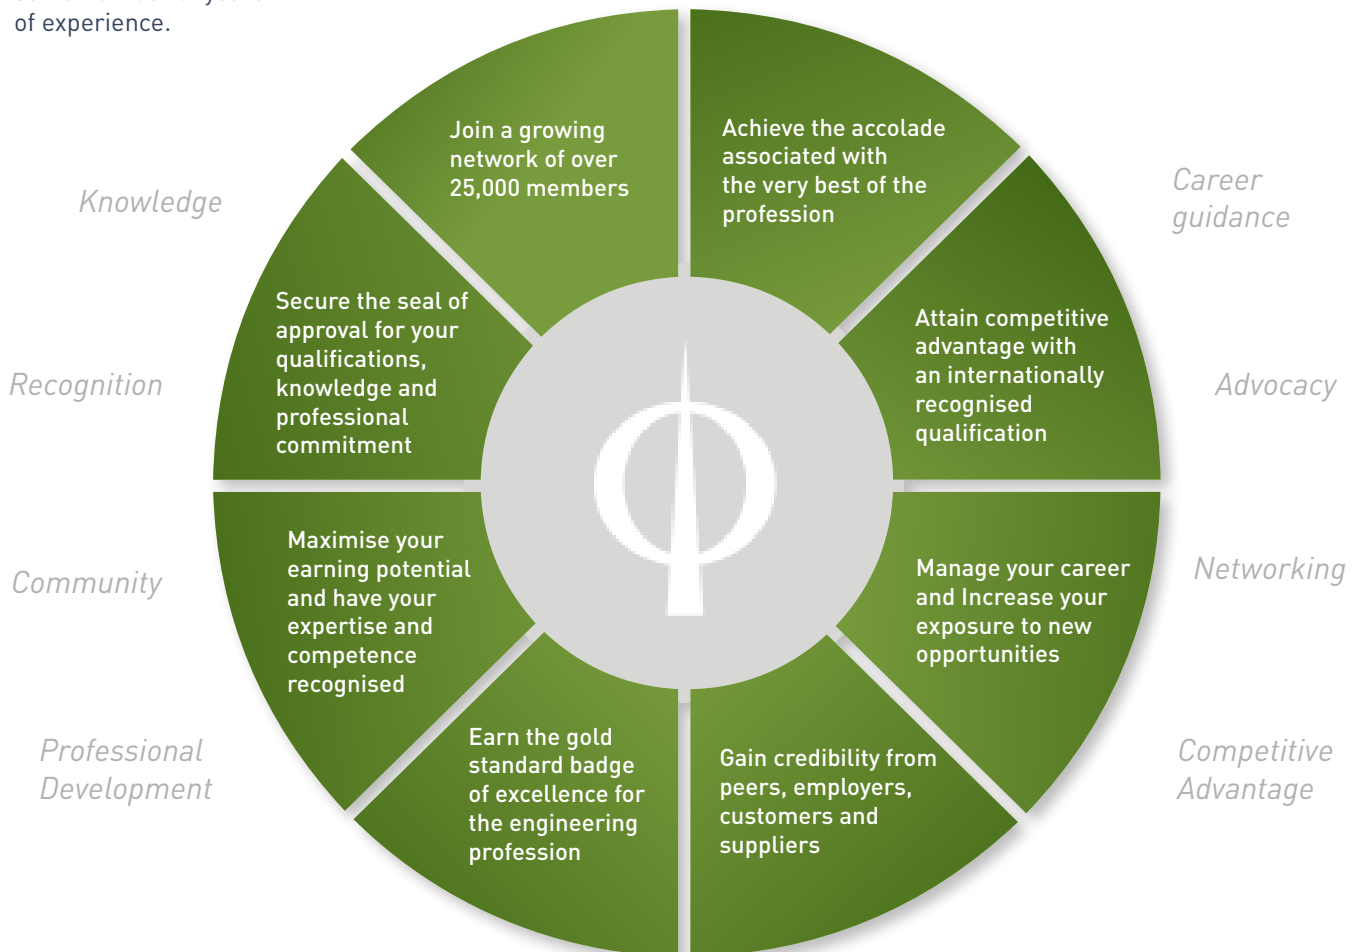 of experience.
Join a growing
network of over
25,000 members
Achieve the accolade
associated with
the very best of the
profession
Knowledge
Career
guidance
Secure the seal of
approval for your
qualifications,
knowledge and
professional
commitment
Attain competitive
advantage with
an internationally
recognised
qualification
Recognition
Advocacy
Maximise your
earning potential
and have your
expertise and
competence
recognised
Manage your career
and Increase your
exposure to new
opportunities
Community
Networking
Professional
Development
Earn the gold
standard badge
of excellence for
the engineering
profession
Gain credibility from
peers, employers,
customers and
suppliers
Competitive
Advantage